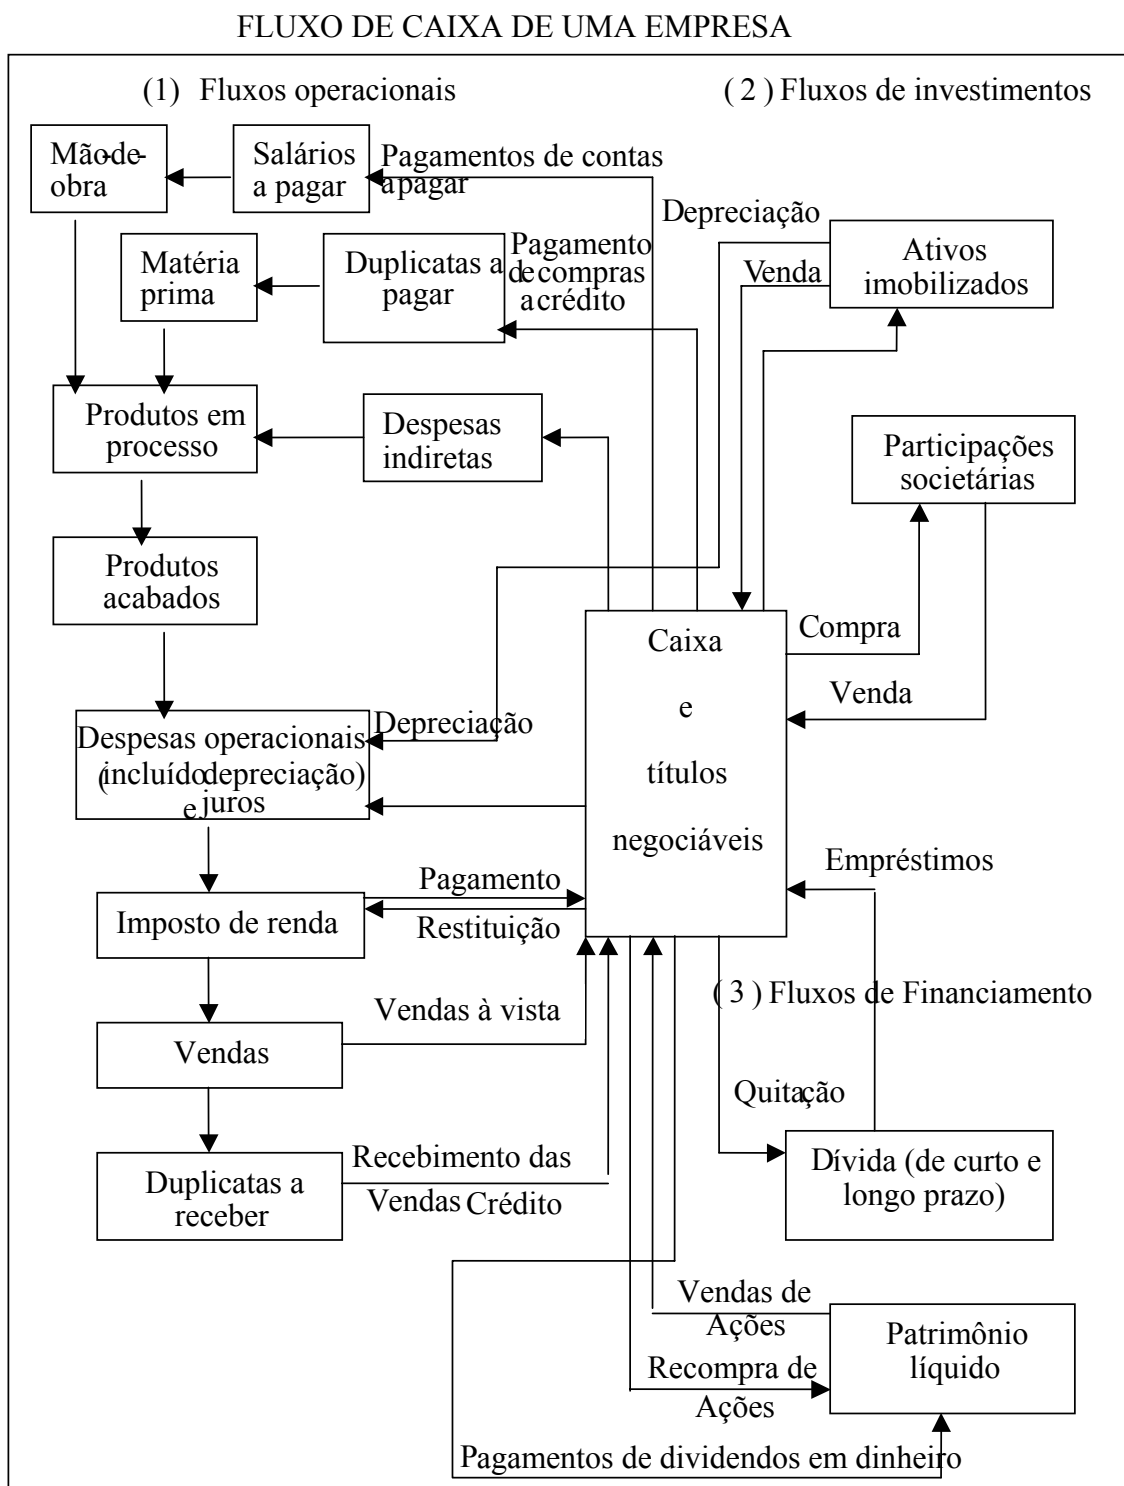 FLUXO DE CAIXA DE UMA EMPRESA
(1) Fluxos operacionais
( 2 ) Fluxos de investimentos
Mão-de-
obra
Salários
a pagar
Pagamentos de contas
a pagar
Depreciação
Ativos
imobilizados
Matéria
prima
Duplicatas a
pagar
Pagamento
de compras
a crédito
Venda
Produtos em
processo
Despesas
indiretas
Participações
societárias
Produtos
acabados
Caixa
e
títulos
negociáveis
Compra
Venda
Despesas operacionais
(incluído depreciação)
e juros
Depreciação
Empréstimos
Imposto de renda
Pagamento
Restituição
( 3 ) Fluxos de Financiamento
Vendas
Vendas à vista
Quitação
Duplicatas a
receber
Recebimento das
Vendas Crédito
Dívida (de curto e
longo prazo)
Vendas de
Ações
Recompra de
Ações
Patrimônio
líquido
Pagamentos de dividendos em dinheiro